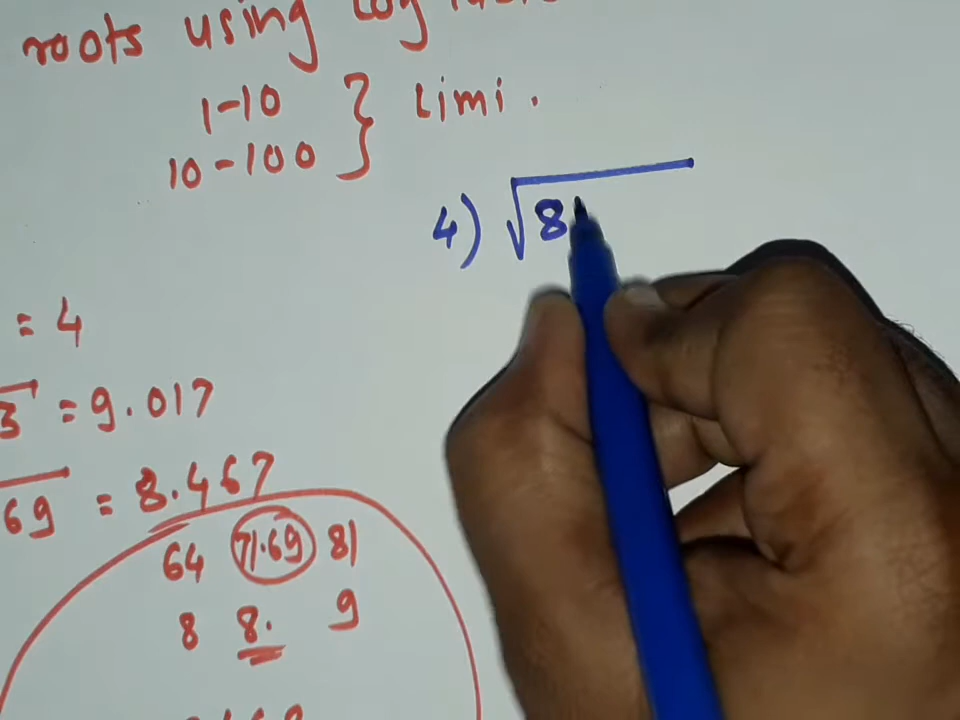 roots using Log
1-10
10-100 } Limi.
4) √8
= 4
3 = 9.017
69 = 8.467
64 71.69 81
8 8. 9